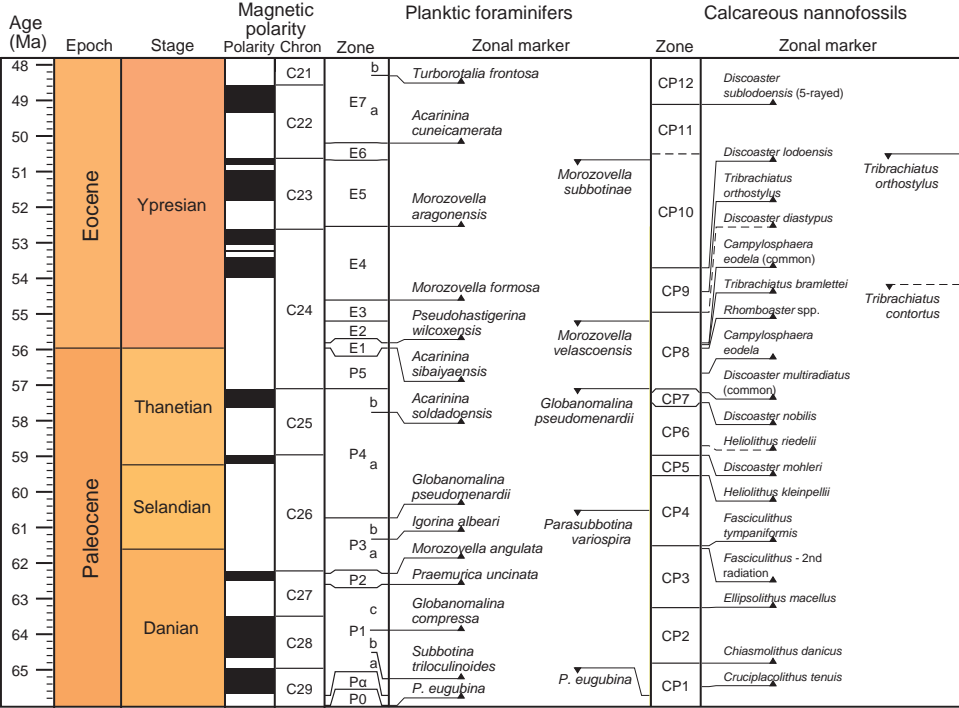 Age
(Ma)
Epoch
Stage
Magnetic
polarity
Polarity Chron
Planktic foraminifers
Zone
Zonal marker
Calcareous nannofossils
Zone
Zonal marker
48
49
50
51
52
53
54
55
56
57
58
59
60
61
62
63
64
65
Eocene
Paleocene
Ypresian
Thanetian
Selandian
Danian
C21
C22
C23
C24
C25
C26
C27
C28
C29
b
E7
a
E6
E5
E4
E3
E2
E1
P5
b
P4
a
b
P3
a
P2
c
P1
b
a
Pα
P0
Turborotalia frontosa
Acarinina
cuneicamerata
Morozovella
aragonensis
Morozovella formosa
Pseudohastigerina
wilcoxensis
Acarinina
sibaiyaensis
Acarinina
soldadoensis
Globanomalina
pseudomenardii
Igorina albeari
Morozovella angulata
Praemurica uncinata
Globanomalina
compressa
Subbotina
triloculinoides
P. eugubina
Morozovella
subbotinae
Morozovella
velascoensis
Globanomalina
pseudomenardii
Parasubbotina
variospira
P. eugubina
CP12
CP11
CP10
CP9
CP8
CP7
CP6
CP5
CP4
CP3
CP2
CP1
Discoaster
sublodoensis (5-rayed)
Discoaster lodoensis
Tribrachiatus
orthostylus
Discoaster diastypus
Campylosphaera
eodela (common)
Tribrachiatus bramlettei
Rhomboaster spp.
Campylosphaera
eodela
Discoaster multiradiatus
(common)
Discoaster nobilis
Heliolithus riedelii
Discoaster mohleri
Heliolithus kleinpellii
Fasciculithus
tympaniformis
Fasciculithus - 2nd
radiation
Ellipsolithus macellus
Chiasmolithus danicus
Cruciplacolithus tenuis
Tribrachiatus
orthostylus
Tribrachiatus
contortus